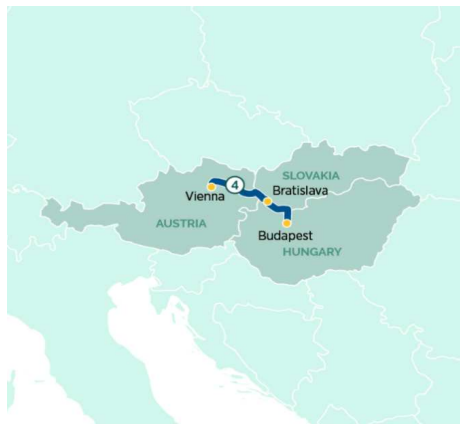 SLOVAKIA
4
Vienna
Bratislava
AUSTRIA
Budapest
HUNGARY